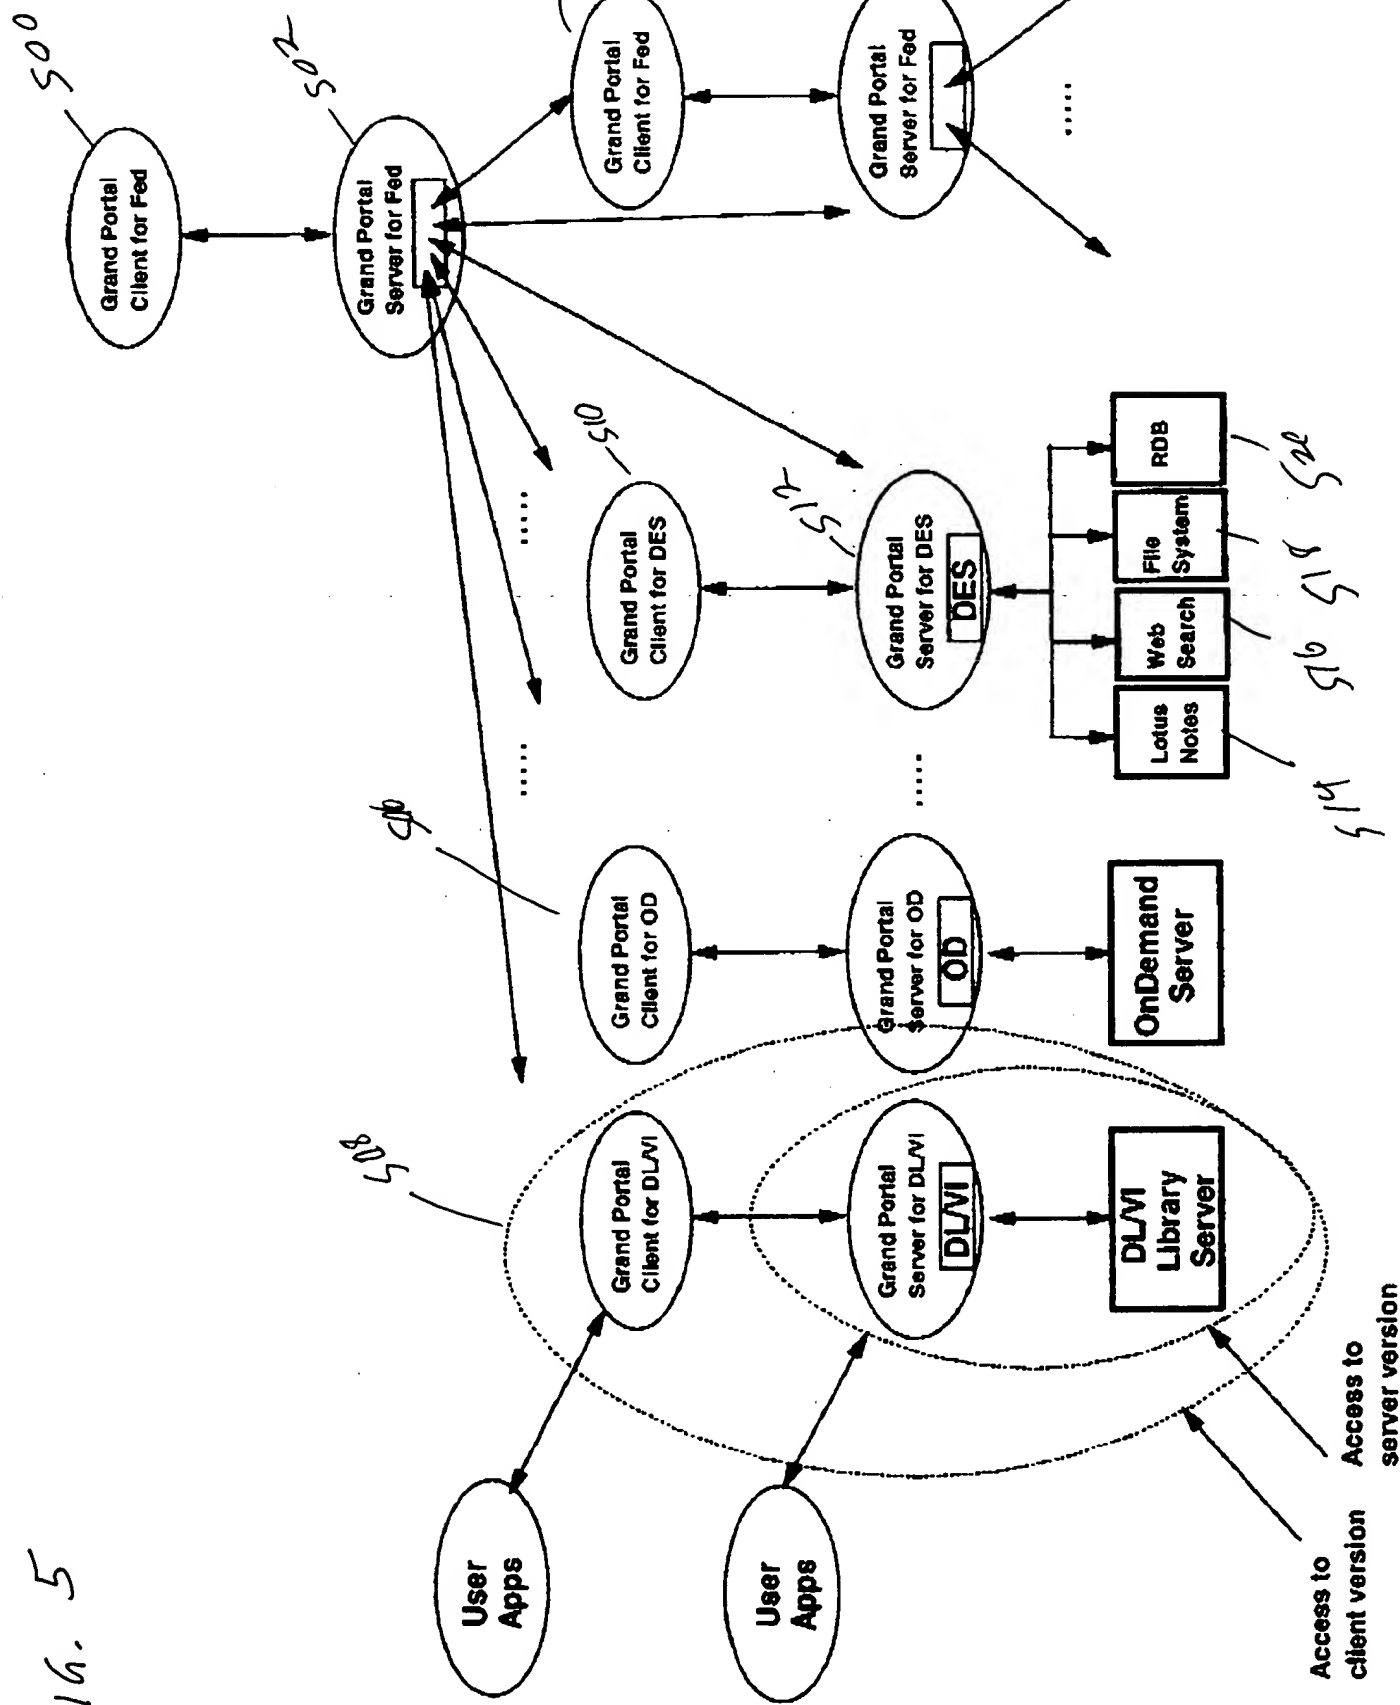 IG. 5
500
Grand Portal
Client for Fed
502
Grand Portal
Server for Fed
508
510
User
Apps
Grand Portal
Client for DL/VI
Grand Portal
Client for OD
Grand Portal
Client for DES
Grand Portal
Client for Fed
.....
.....
512
User
Apps
Grand Portal
Server for DL/VI
DL/VI
Grand Portal
Server for OD
OD
.....
Grand Portal
Server for DES
DES
Grand Portal
Server for Fed
.....
DL/VI
Library
Server
OnDemand
Server
Lotus
Notes
Web
Search
File
System
RDB
514
516
518
520
Access to
client version
Access to
server version